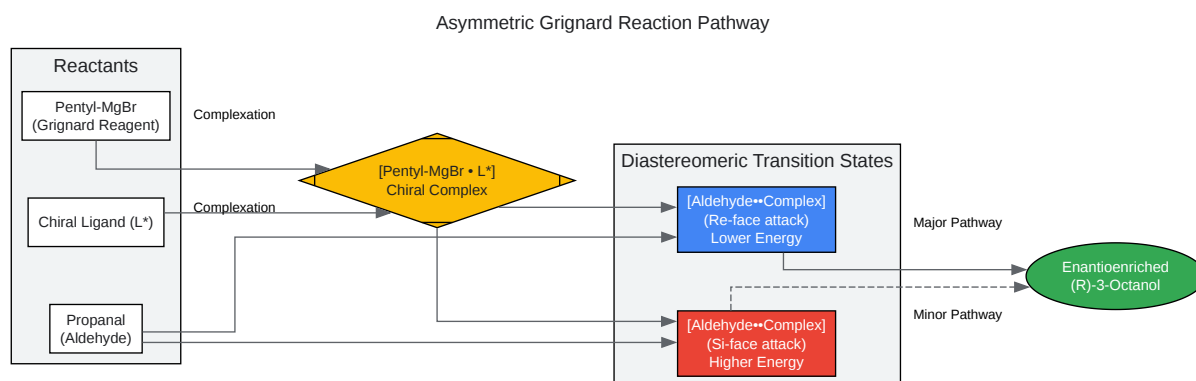 Asymmetric Grignard Reaction Pathway
Reactants
Pentyl-MgBr
(Grignard Reagent)
Complexation
Chiral Ligand (L*)
Complexation
Propanal
(Aldehyde)
[Pentyl-MgBr • L*]
Chiral Complex
Diastereomeric Transition States
[Aldehyde••Complex]
(Re-face attack)
Lower Energy
[Aldehyde••Complex]
(Si-face attack)
Higher Energy
Major Pathway
Minor Pathway
Enantioenriched
(R)-3-Octanol